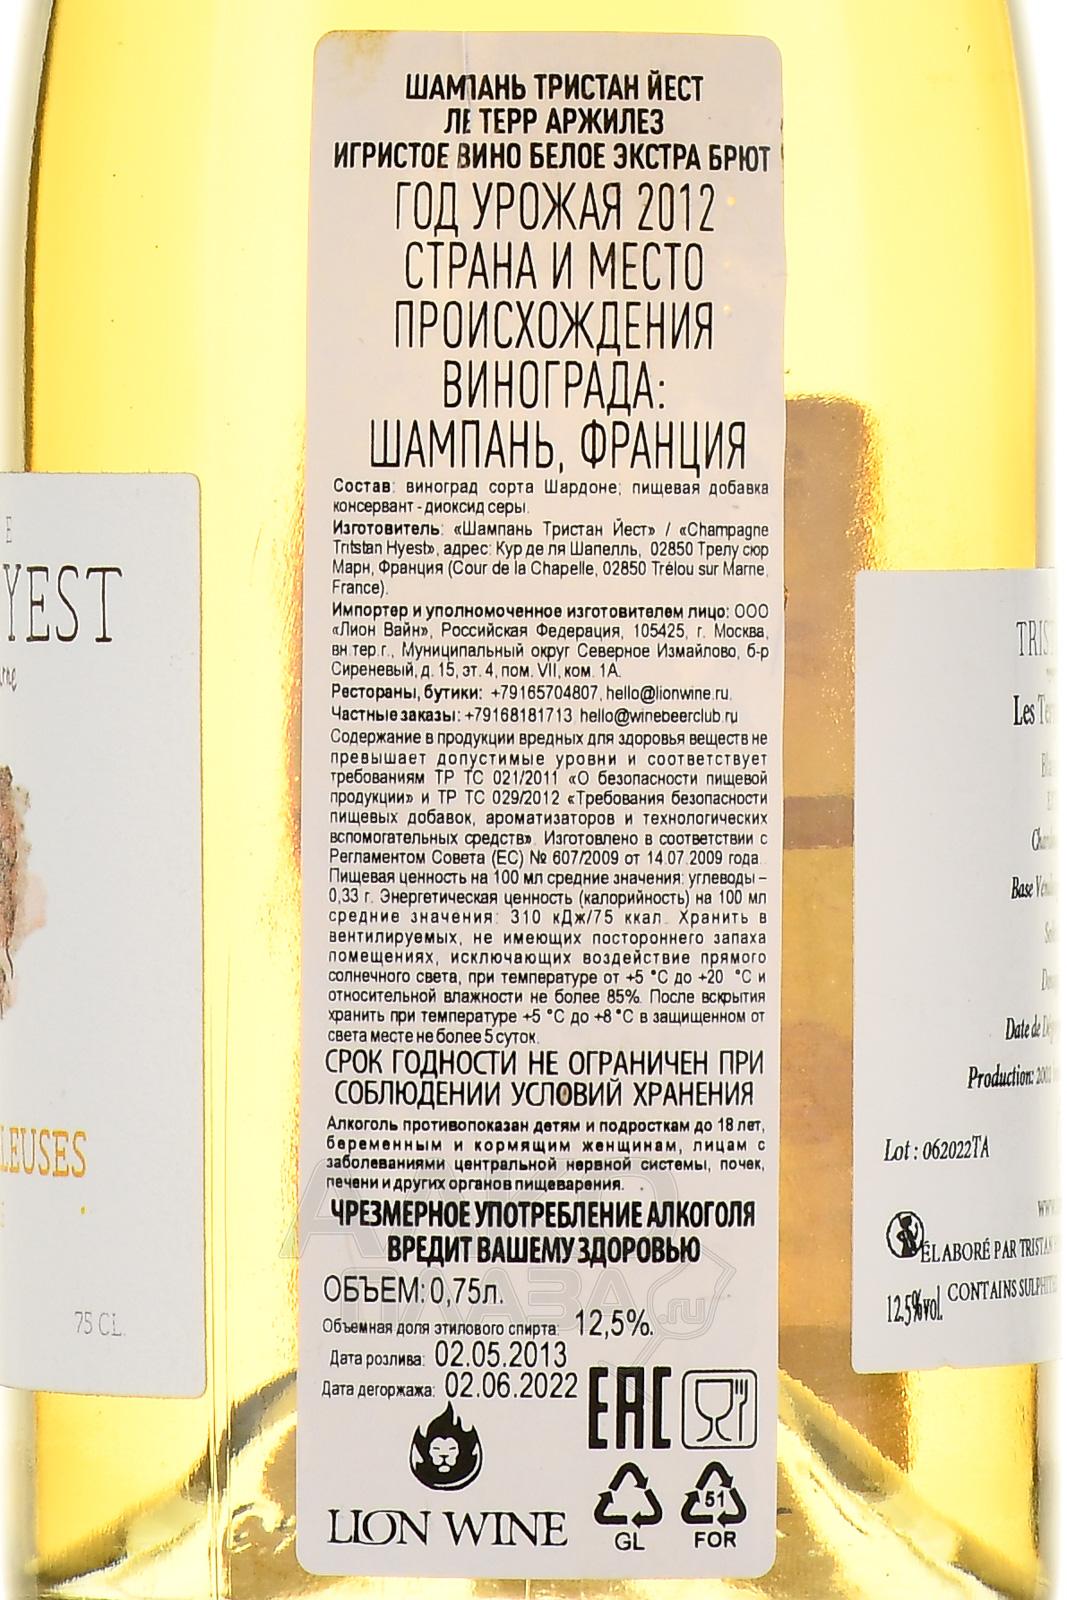 ШАМПАНЬ ТРИСТАН ЙЕСТ
ЛЕ ТЕРР АРЖИЛЕЗ
ИГРИСТОЕ ВИНО БЕЛОЕ ЭКСТРА БРЮТ
ГОД УРОЖАЯ 2012
СТРАНА И МЕСТО
ПРОИСХОЖДЕНИЯ
ВИНОГРАДА:
ШАМПАНЬ, ФРАНЦИЯ
Состав: виноград сорта Шардоне; пищевая добавка
консервант - диоксид серы.
Изготовитель: «Шампань Тристан Йест» / «Champagne
Tritstan Hyest», адрес: Кур де ля Шапелль, 02850 Трелу сюр
Марн, Франция (Cour de la Chapelle, 02850 Trélou sur Marne,
France).
Импортер и уполномоченное изготовителем лицо: ООО
«Лион Вайн», Российская Федерация, 105425, г. Москва,
вн.тер.г., Муниципальный округ Северное Измайлово, б-р
Сиреневый, д. 15, эт. 4, пом. VII, ком. 1А.
Рестораны, бутики: +79165704807, hello@lionwine.ru.
Частные заказы: +79168181713 hello@winebeerclub.ru
Содержание в продукции вредных для здоровья веществ не
превышает допустимые уровни и соответствует
требованиям ТР ТС 021/2011 «О безопасности пищевой
продукции» и ТР ТС 029/2012 «Требования безопасности
пищевых добавок, ароматизаторов и технологических
вспомогательных средств». Изготовлено в соответствии с
Регламентом Совета (ЕС) № 607/2009 от 14.07.2009 года.
Пищевая ценность на 100 мл средние значения: углеводы –
0,33 г. Энергетическая ценность (калорийность) на 100 мл
средние значения: 310 кДж/75 ккал. Хранить в
вентилируемых, не имеющих постороннего запаха
помещениях, исключающих воздействие прямого
солнечного света, при температуре от +5 °С до +20 °С и
относительной влажности не более 85%. После вскрытия
хранить при температуре +5 °С до +8 °С в защищенном от
света месте не более 5 суток.
СРОК ГОДНОСТИ НЕ ОГРАНИЧЕН ПРИ
СОБЛЮДЕНИИ УСЛОВИЙ ХРАНЕНИЯ
Алкоголь противопоказан детям и подросткам до 18 лет,
беременным и кормящим женщинам, лицам с
заболеваниями центральной нервной системы, почек,
печени и других органов пищеварения.
ЧРЕЗМЕРНОЕ УПОТРЕБЛЕНИЕ АЛКОГОЛЯ
ВРЕДИТ ВАШЕМУ ЗДОРОВЬЮ
ОБЪЕМ: 0,75л.
Объемная доля этилового спирта: 12,5%.
Дата розлива: 02.05.2013
Дата дегоржажа: 02.06.2022
EAC
LION WINE
GL
51
FOR
E
YEST
LEUSES
75 CL.
TRIS
Les Te
Base
Date de
Production: 
Lot : 062022TA
ÉLABORÉ PAR TRISTAN
12.5%vol.
CONTAINS
АЛКО
ПЛАЗА.ru